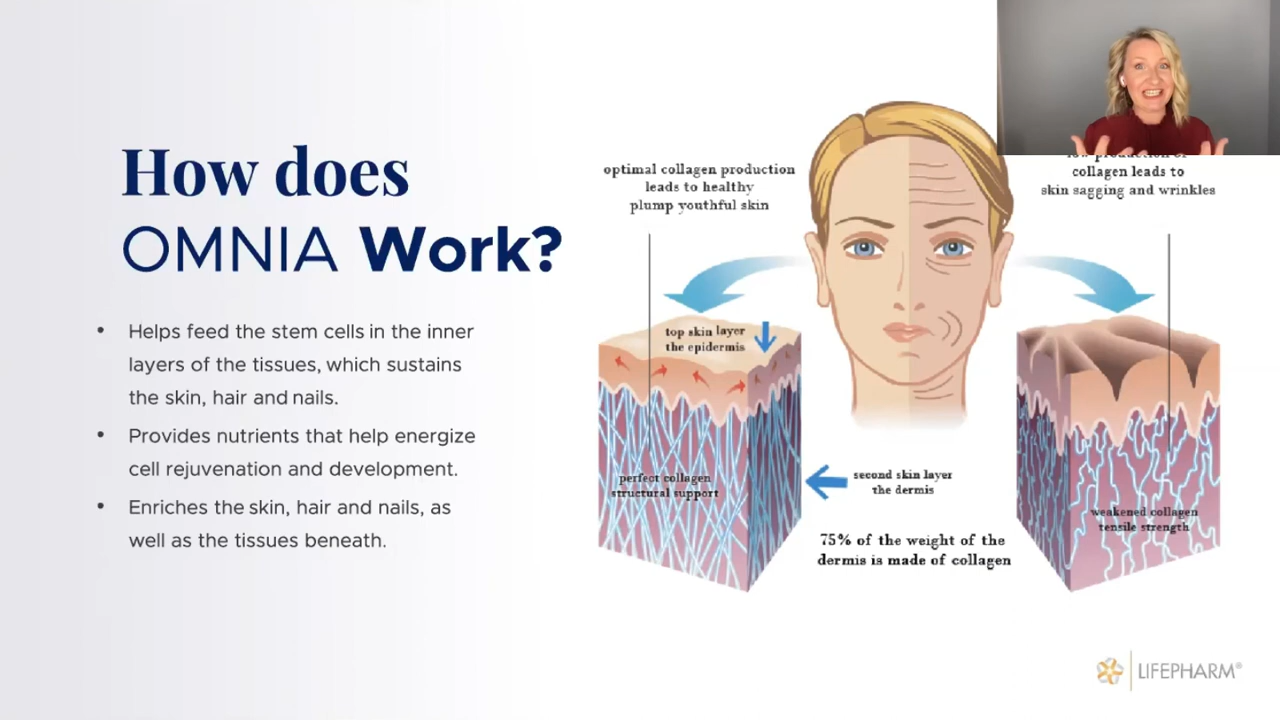 How does
OMNIA Work?
• Helps feed the stem cells in the inner
layers of the tissues, which sustains
the skin, hair and nails.
• Provides nutrients that help energize
cell rejuvenation and development.
• Enriches the skin, hair and nails, as
well as the tissues beneath.
optimal collagen production
leads to healthy
plump youthful skin
low production of
collagen leads to
skin sagging and wrinkles
top skin layer
the epidermis
perfect collagen
structural support
second skin layer
the dermis
weakened collagen
tensile strength
75% of the weight of the
dermis is made of collagen
LIFEPHARM®